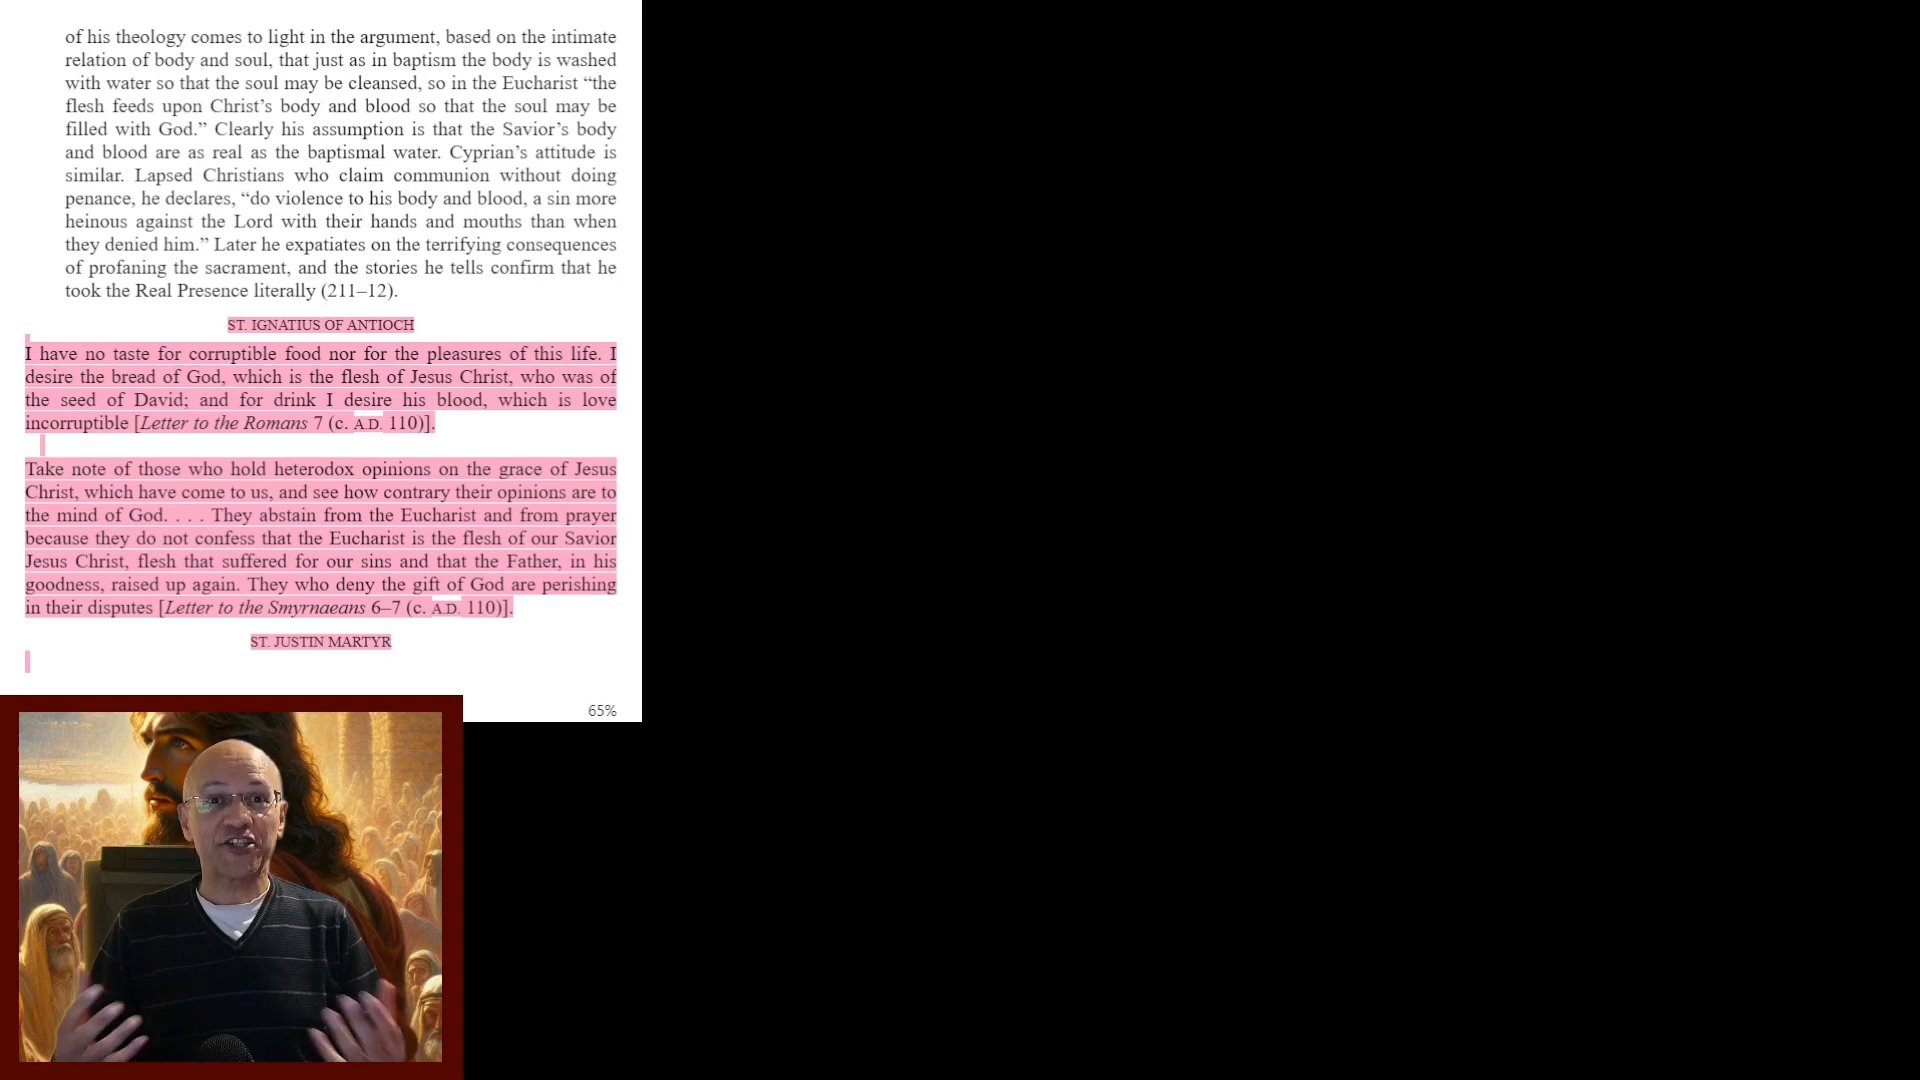 of his theology comes to light in the argument, based on the intimate
relation of body and soul, that just as in baptism the body is washed
with water so that the soul may be cleansed, so in the Eucharist “the
flesh feeds upon Christ’s body and blood so that the soul may be
filled with God.” Clearly his assumption is that the Savior’s body
and blood are as real as the baptismal water. Cyprian’s attitude is
similar. Lapsed Christians who claim communion without doing
penance, he declares, “do violence to his body and blood, a sin more
heinous against the Lord with their hands and mouths than when
they denied him.” Later he expatiates on the terrifying consequences
of profaning the sacrament, and the stories he tells confirm that he
took the Real Presence literally (211–12).
ST. IGNATIUS OF ANTIOCH
I have no taste for corruptible food nor for the pleasures of this life. I
desire the bread of God, which is the flesh of Jesus Christ, who was of
the seed of David; and for drink I desire his blood, which is love
incorruptible [Letter to the Romans 7 (c. A.D. 110)].
Take note of those who hold heterodox opinions on the grace of Jesus
Christ, which have come to us, and see how contrary their opinions are to
the mind of God. . . . They abstain from the Eucharist and from prayer
because they do not confess that the Eucharist is the flesh of our Savior
Jesus Christ, flesh that suffered for our sins and that the Father, in his
goodness, raised up again. They who deny the gift of God are perishing
in their disputes [Letter to the Smyrnaeans 6–7 (c. A.D. 110)].
ST. JUSTIN MARTYR
65%